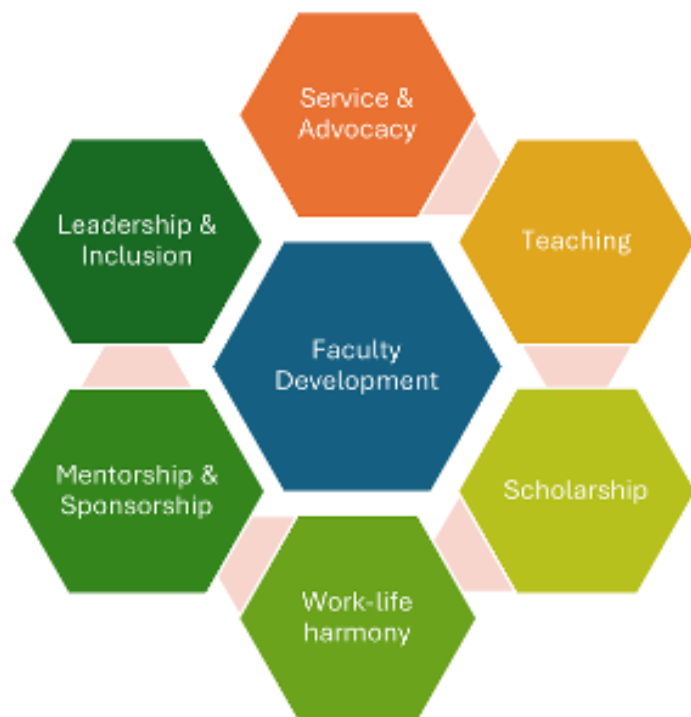 Service &
Advocacy
Teaching
Scholarship
Work-life
harmony
Mentorship &
Sponsorship
Leadership &
Inclusion
Faculty
Development